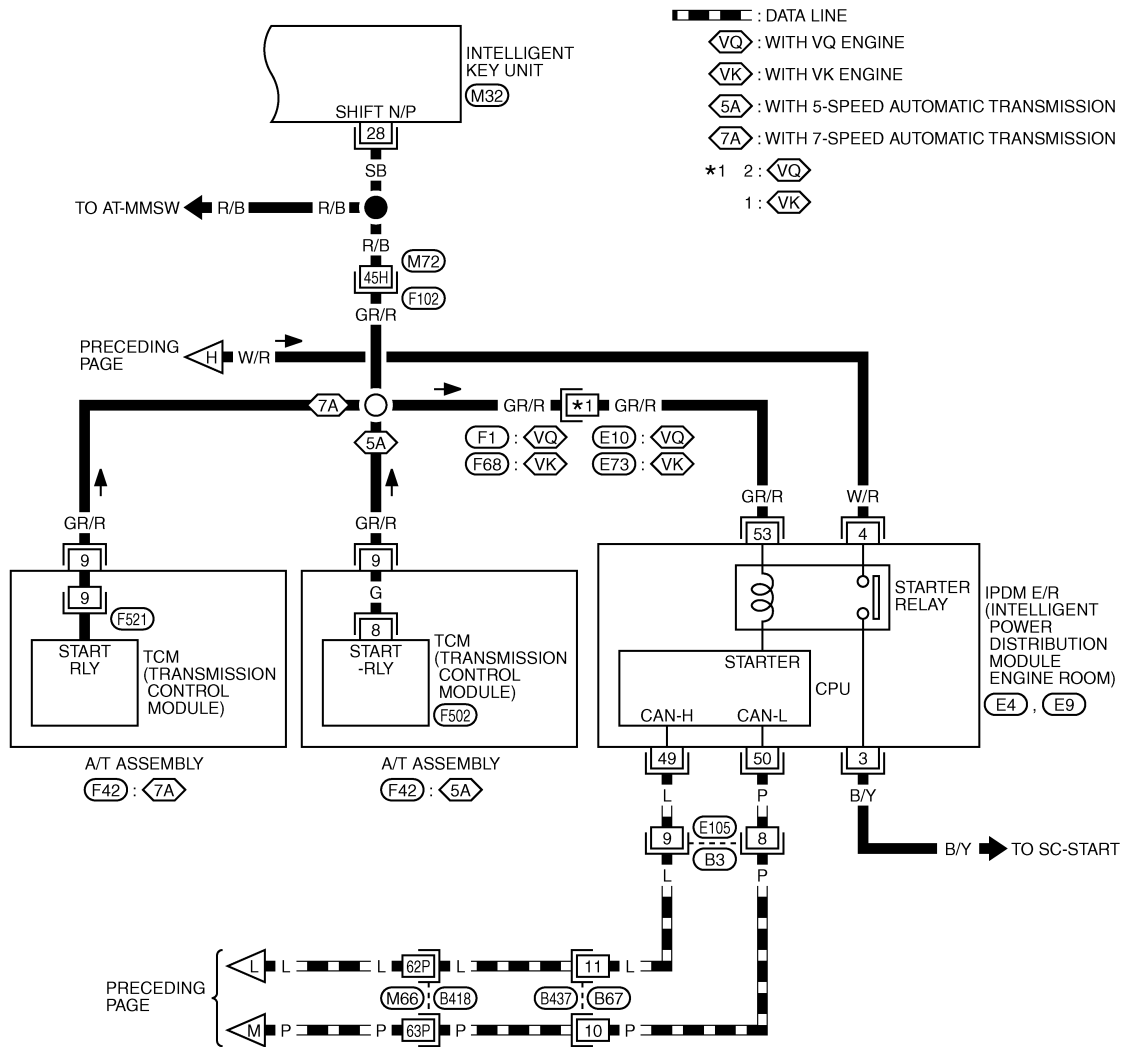 : DATA LINE
VQ : WITH VQ ENGINE
VK : WITH VK ENGINE
5A : WITH 5-SPEED AUTOMATIC TRANSMISSION
7A : WITH 7-SPEED AUTOMATIC TRANSMISSION
*1 2 : VQ
1 : VK
INTELLIGENT
KEY UNIT
M32
SHIFT N/P
28
SB
TO AT-MMSW R/B R/B
R/B
M72
45H
F102
GR/R
PRECEDING
PAGE
H W/R
7A
GR/R *1 GR/R
5A
F1 : VQ E10 : VQ
F68 : VK E73 : VK
GR/R GR/R GR/R W/R
9 9 53 4
9
F521
START
RLY
TCM
(TRANSMISSION
CONTROL
MODULE)
A/T ASSEMBLY
F42 : 7A
G
8
START
-RLY
TCM
(TRANSMISSION
CONTROL
MODULE)
F502
A/T ASSEMBLY
F42 : 5A
STARTER
RELAY
STARTER
CPU
CAN-H CAN-L
IPDM E/R
(INTELLIGENT
POWER
DISTRIBUTION
MODULE
ENGINE ROOM)
E4 , E9
49 50 3
L P B/Y
9 E105 8
B3
L P
B/Y TO SC-START
PRECEDING
PAGE
L L L 62P L 11 L
M66 B418 B437 B67
M P P 63P P 10 P